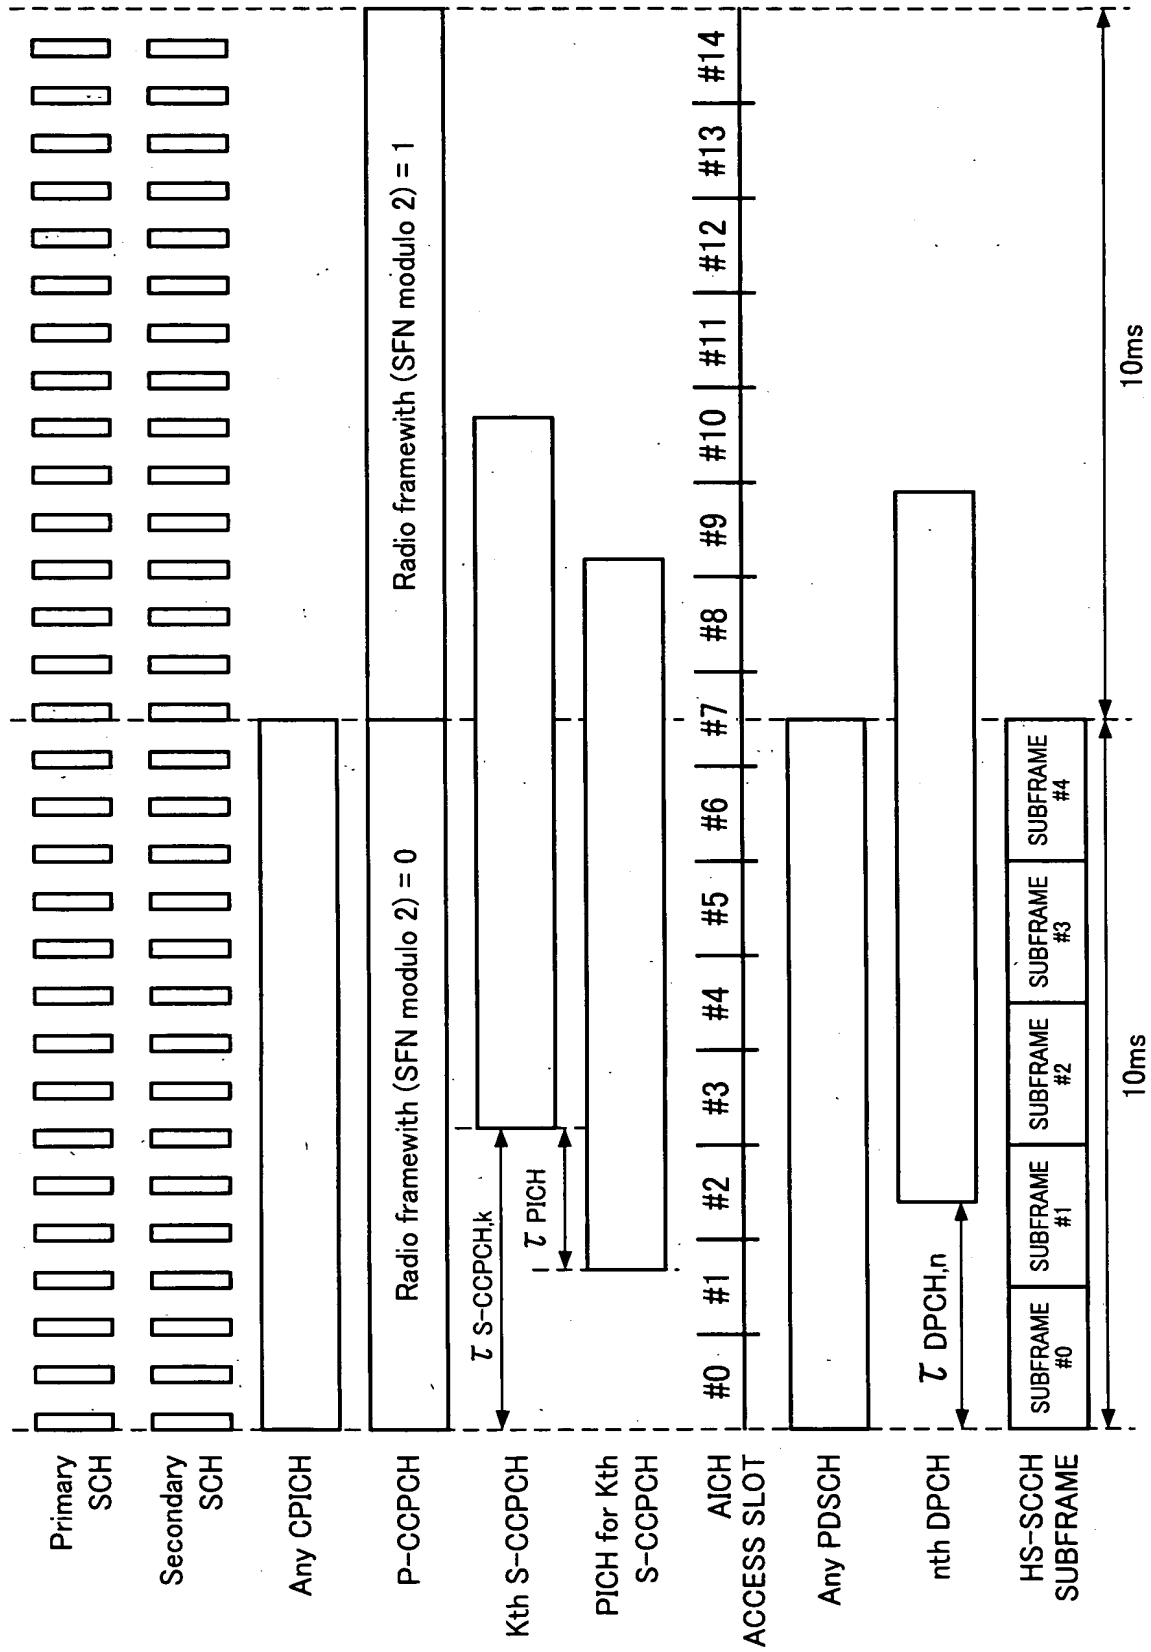 Primary
SCH
Secondary
SCH
Any CPICH
P-CCPCH
Radio framewith (SFN modulo 2) = 0
Radio framewith (SFN modulo 2) = 1
Kth S-CCPCH
τ S-CCPCH,k
τ PICH
PICH for Kth
S-CCPCH
AICH
ACCESS SLOT
#0
#1
#2
#3
#4
#5
#6
#7
#8
#9
#10
#11
#12
#13
#14
Any PDSCH
nth DPCH
τ DPCH,n
HS-SCCH
SUBFRAME
SUBFRAME
#0
SUBFRAME
#1
SUBFRAME
#2
SUBFRAME
#3
SUBFRAME
#4
10ms
10ms